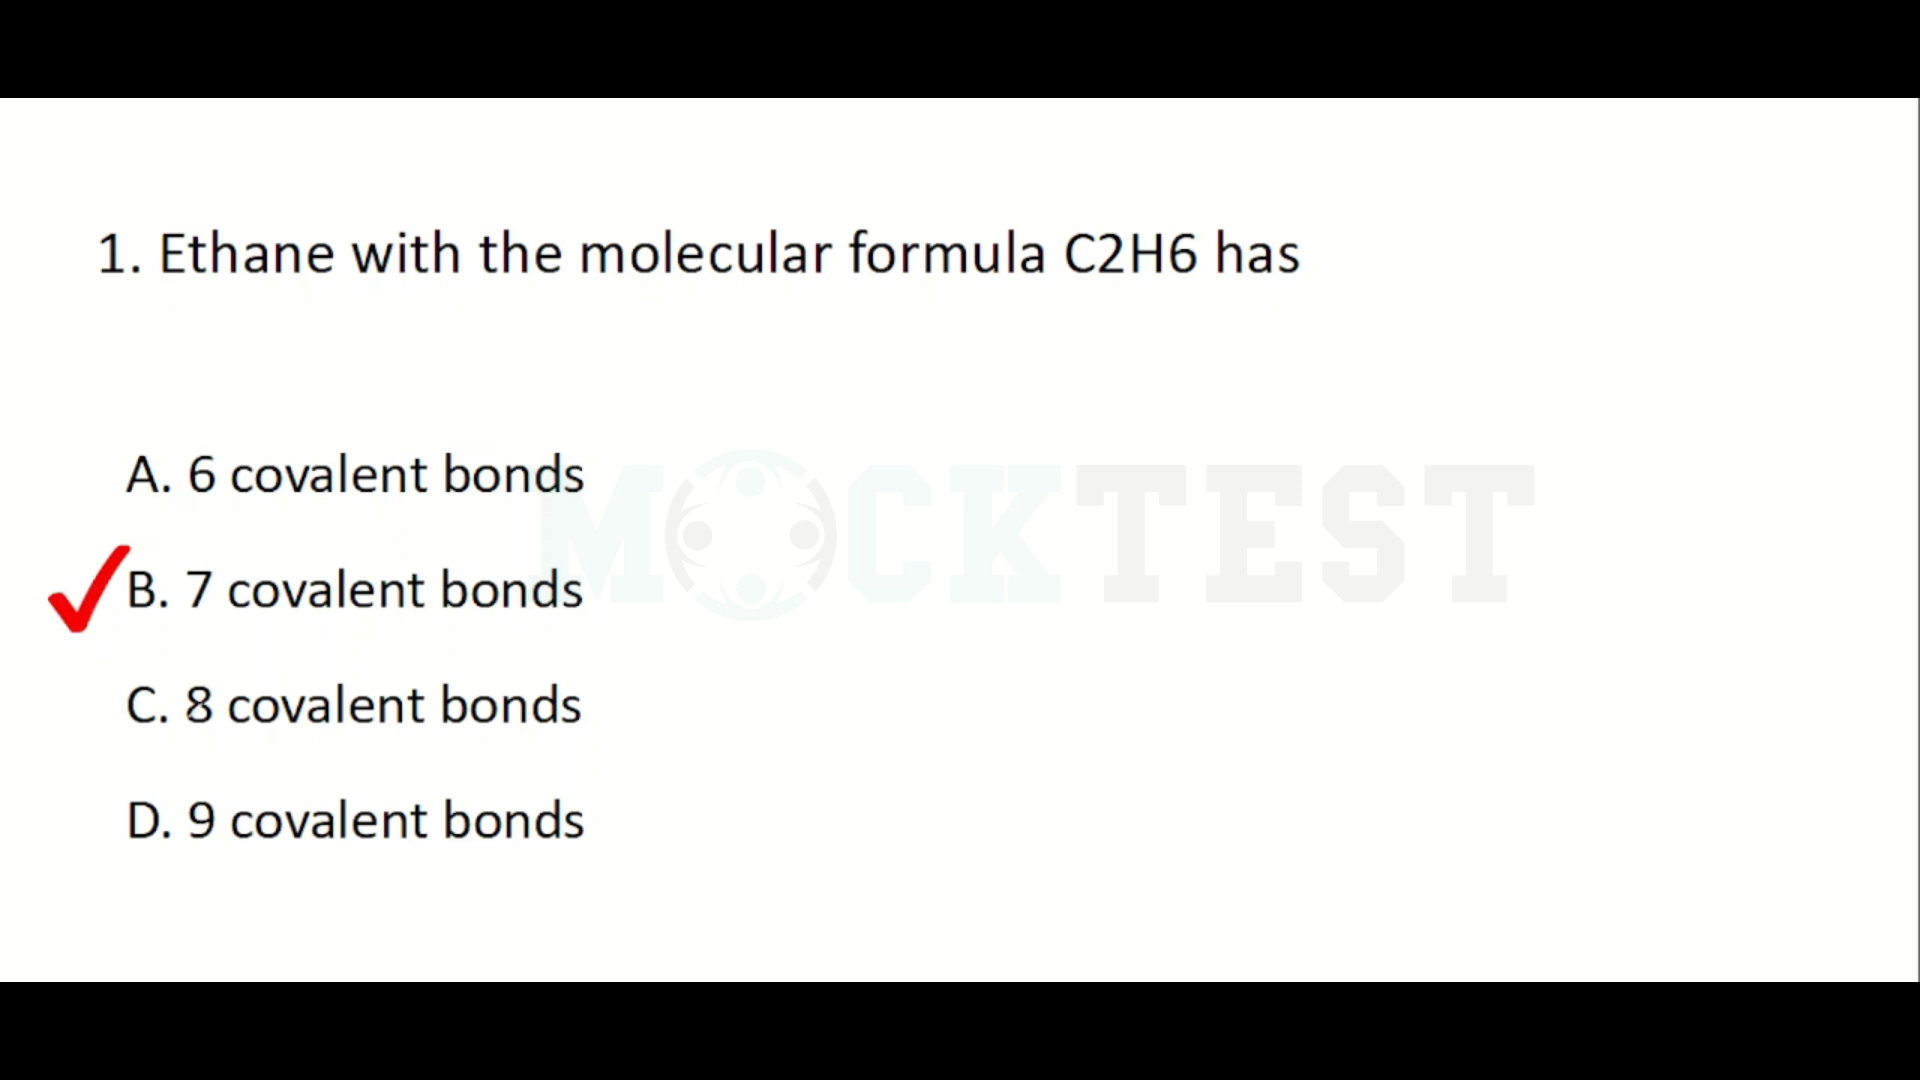 1. Ethane with the molecular formula C2H6 has
A. 6 covalent bonds
B. 7 covalent bonds
C. 8 covalent bonds
D. 9 covalent bonds
MOCKTEST